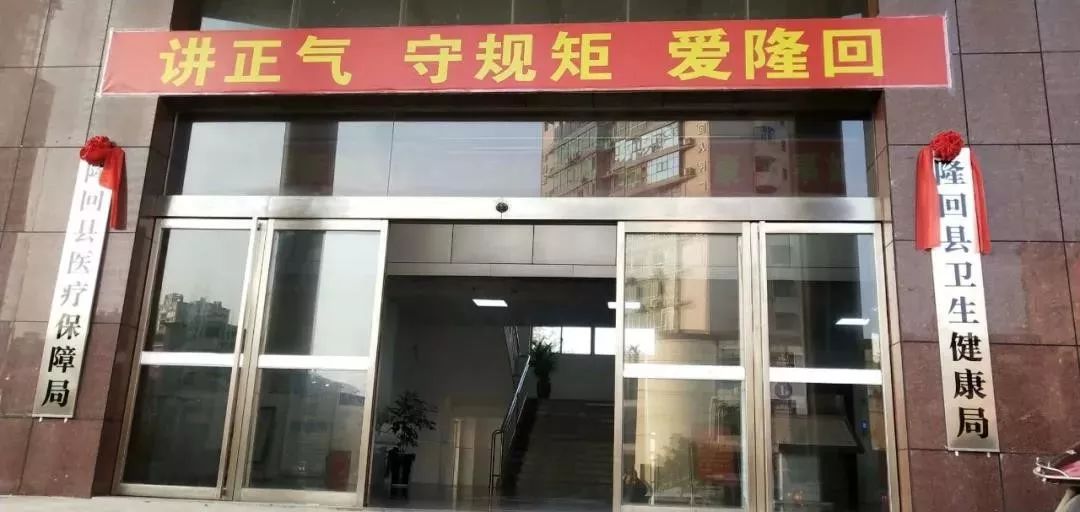 讲正气 守规矩 爱隆回
隆回县医疗保障局
隆回县卫生健康局